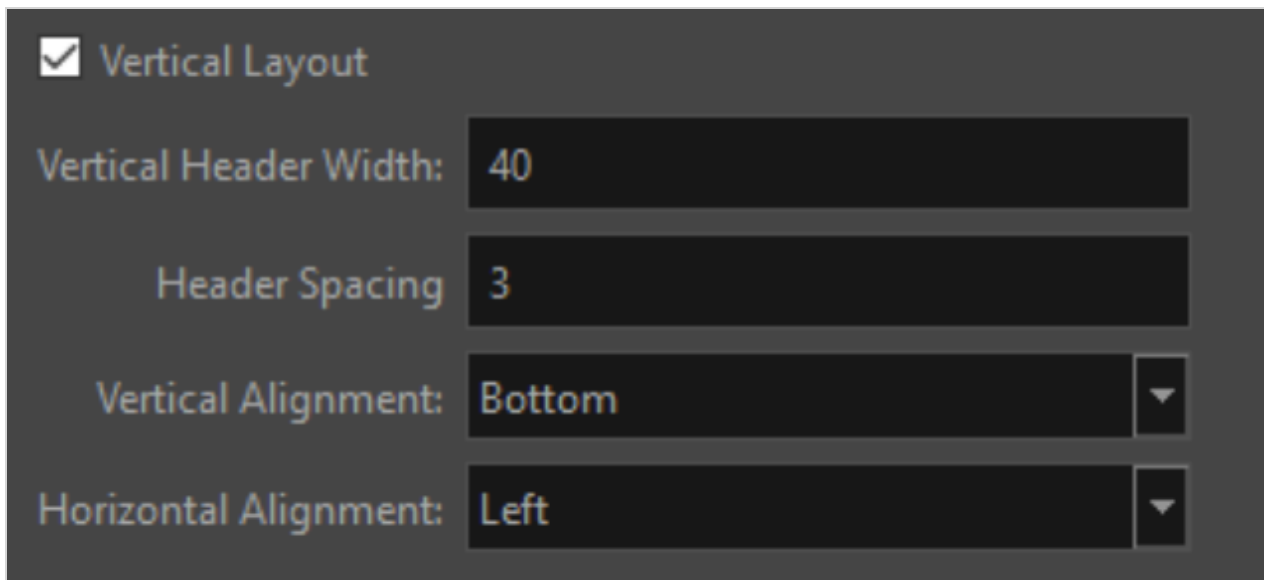 Vertical Layout
Vertical Header Width: 40
Header Spacing 3
Vertical Alignment: Bottom
Horizontal Alignment: Left